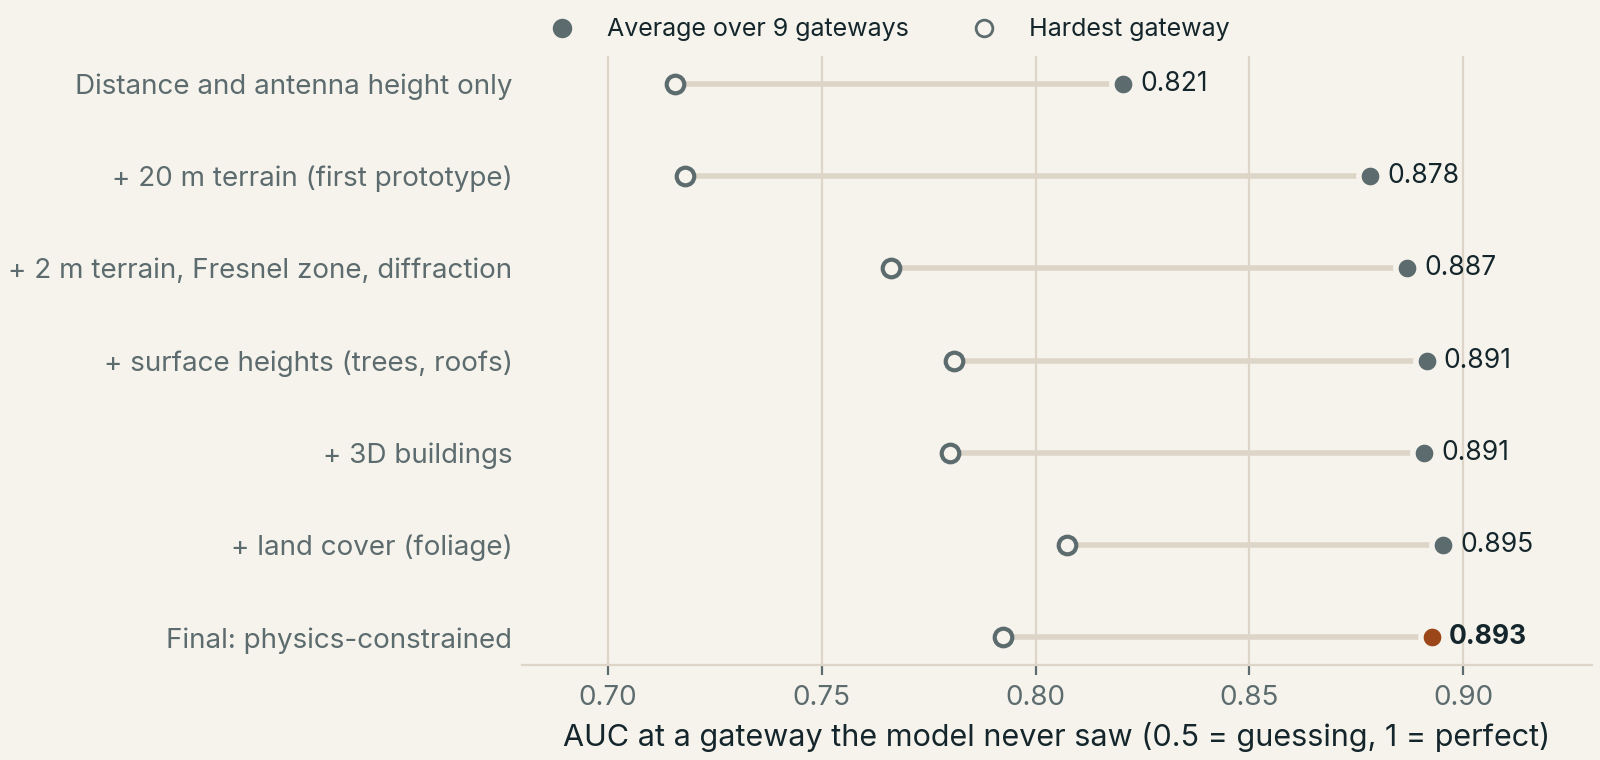 Average over 9 gateways
Hardest gateway
Distance and antenna height only
0.821
+ 20 m terrain (first prototype)
0.878
+ 2 m terrain, Fresnel zone, diffraction
0.887
+ surface heights (trees, roofs)
0.891
+ 3D buildings
0.891
+ land cover (foliage)
0.895
Final: physics-constrained
0.893
0.70
0.75
0.80
0.85
0.90
AUC at a gateway the model never saw (0.5 = guessing, 1 = perfect)